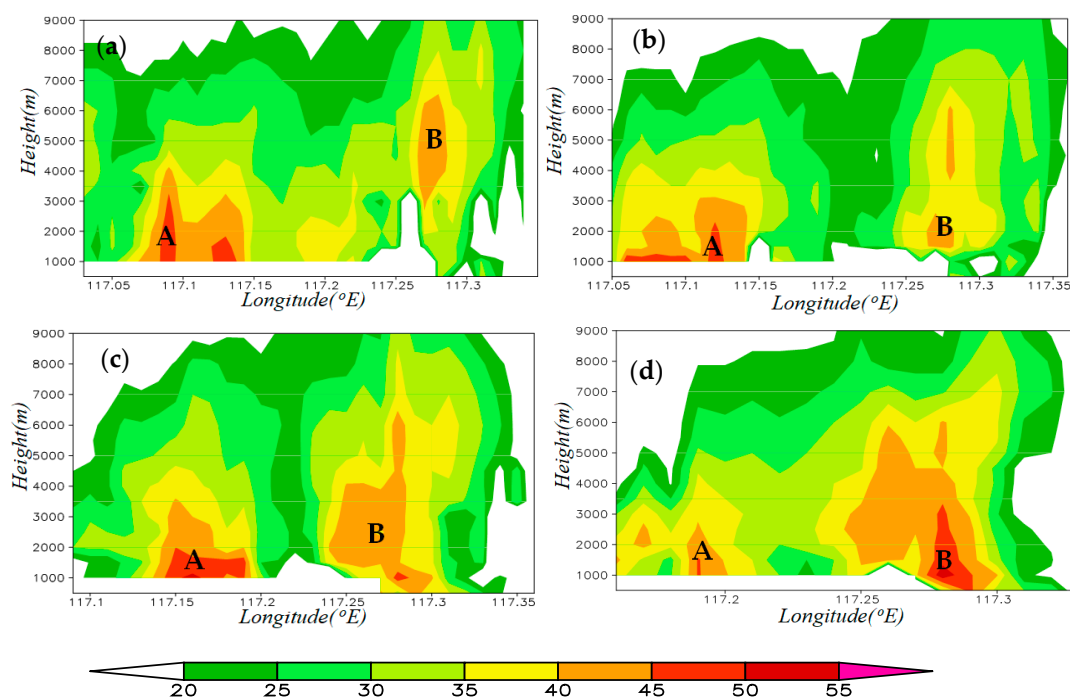 (a)
9000
8000
7000
6000
5000
4000
3000
2000
1000
Height(m)
A
B
117.05 117.1 117.15 117.2 117.25 117.3
Longitude(°E)
(b)
9000
8000
7000
6000
5000
4000
3000
2000
1000
Height(m)
A
B
117.05 117.1 117.15 117.2 117.25 117.3 117.35
Longitude(°E)
(c)
9000
8000
7000
6000
5000
4000
3000
2000
1000
Height(m)
A
B
117.1 117.15 117.2 117.25 117.3 117.35
Longitude(°E)
(d)
9000
8000
7000
6000
5000
4000
3000
2000
1000
Height(m)
A
B
117.2 117.25 117.3
Longitude(°E)
20 25 30 35 40 45 50 55